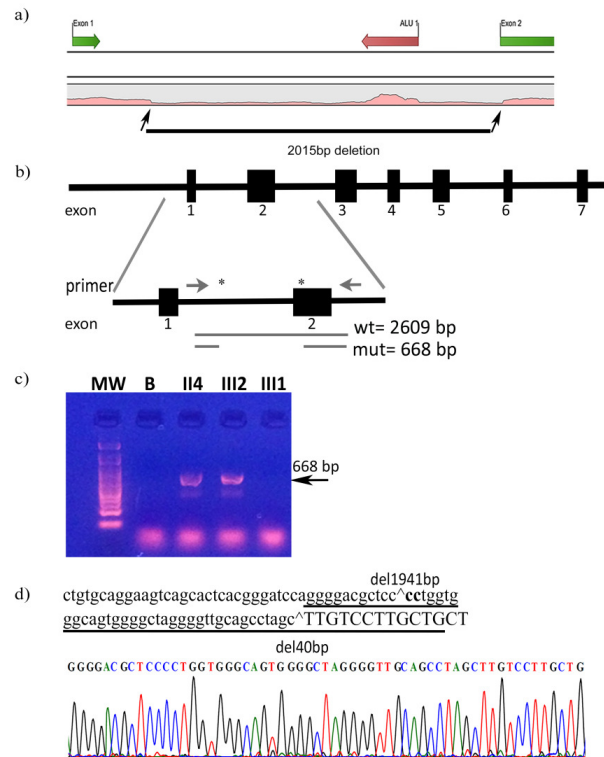 a)
Exon 1
ALU 1
Exon 2
2015bp deletion
b)
exon
1 2 3 4 5 6 7
primer
* *
exon
1 2
wt= 2609 bp
mut= 668 bp
c)
MW B II4 III2 III1
668 bp
d)
del1941bp
ctgtgcaggaagtcagcactcacgggatccaggggacgctcc^cctggtg
ggcagtggggctaggggttgcagcctagc^TTGTCCTTGCTGCT
del40bp
GGGGACGCTCCCCTGGTGGGCAGTGGGGCTAGGGGTTGCAGCCTAGCTTGTCCTTGCTG